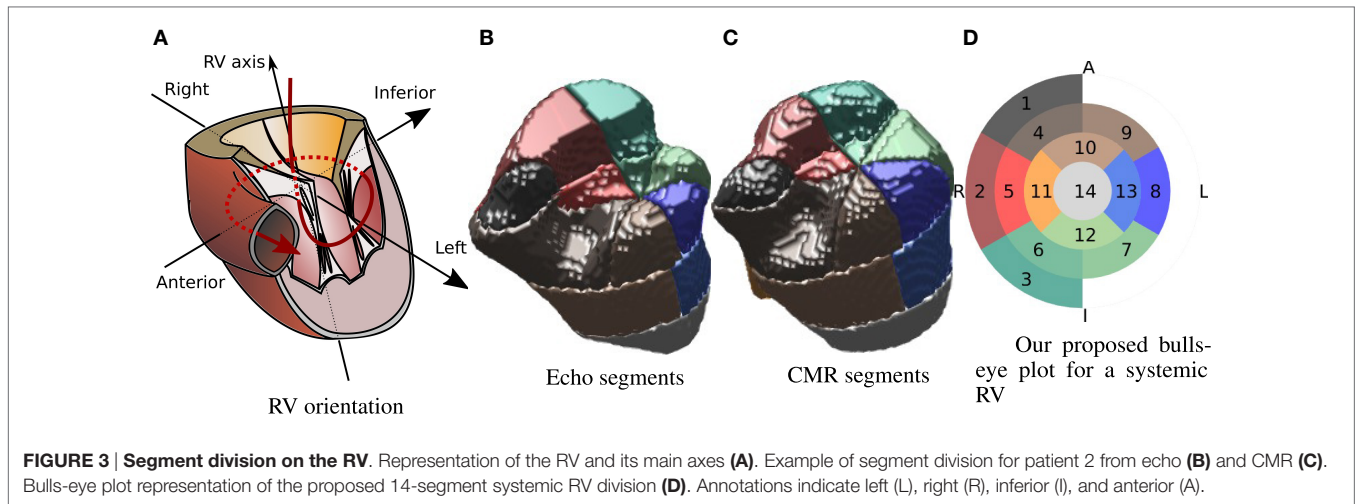 A
B
C
D
RV axis
Right
Inferior
Anterior
Left
RV orientation
Echo segments
CMR segments
A
1
4
9
10
R 2 5 11 14 13 8 L
12
6
7
3
I
Our proposed bulls-
eye plot for a systemic
RV
FIGURE 3 | Segment division on the RV. Representation of the RV and its main axes (A). Example of segment division for patient 2 from echo (B) and CMR (C).
Bulls-eye plot representation of the proposed 14-segment systemic RV division (D). Annotations indicate left (L), right (R), inferior (I), and anterior (A).